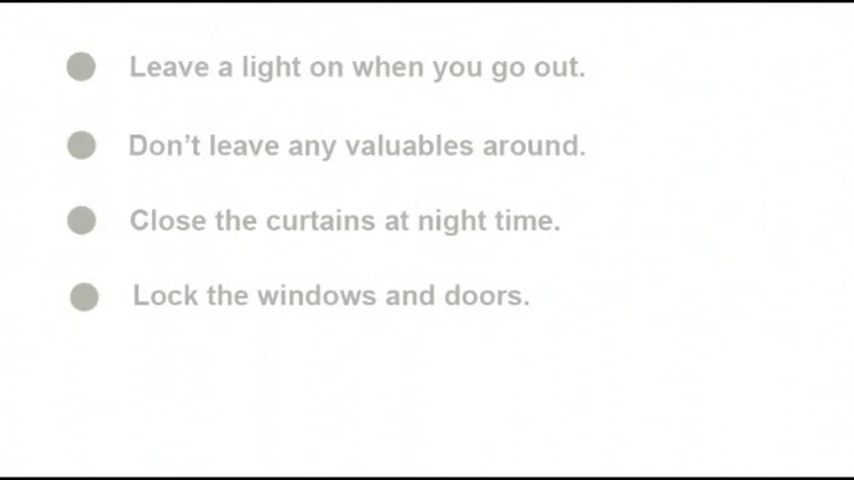 Leave a light on when you go out.
Don’t leave any valuables around.
Close the curtains at night time.
Lock the windows and doors.